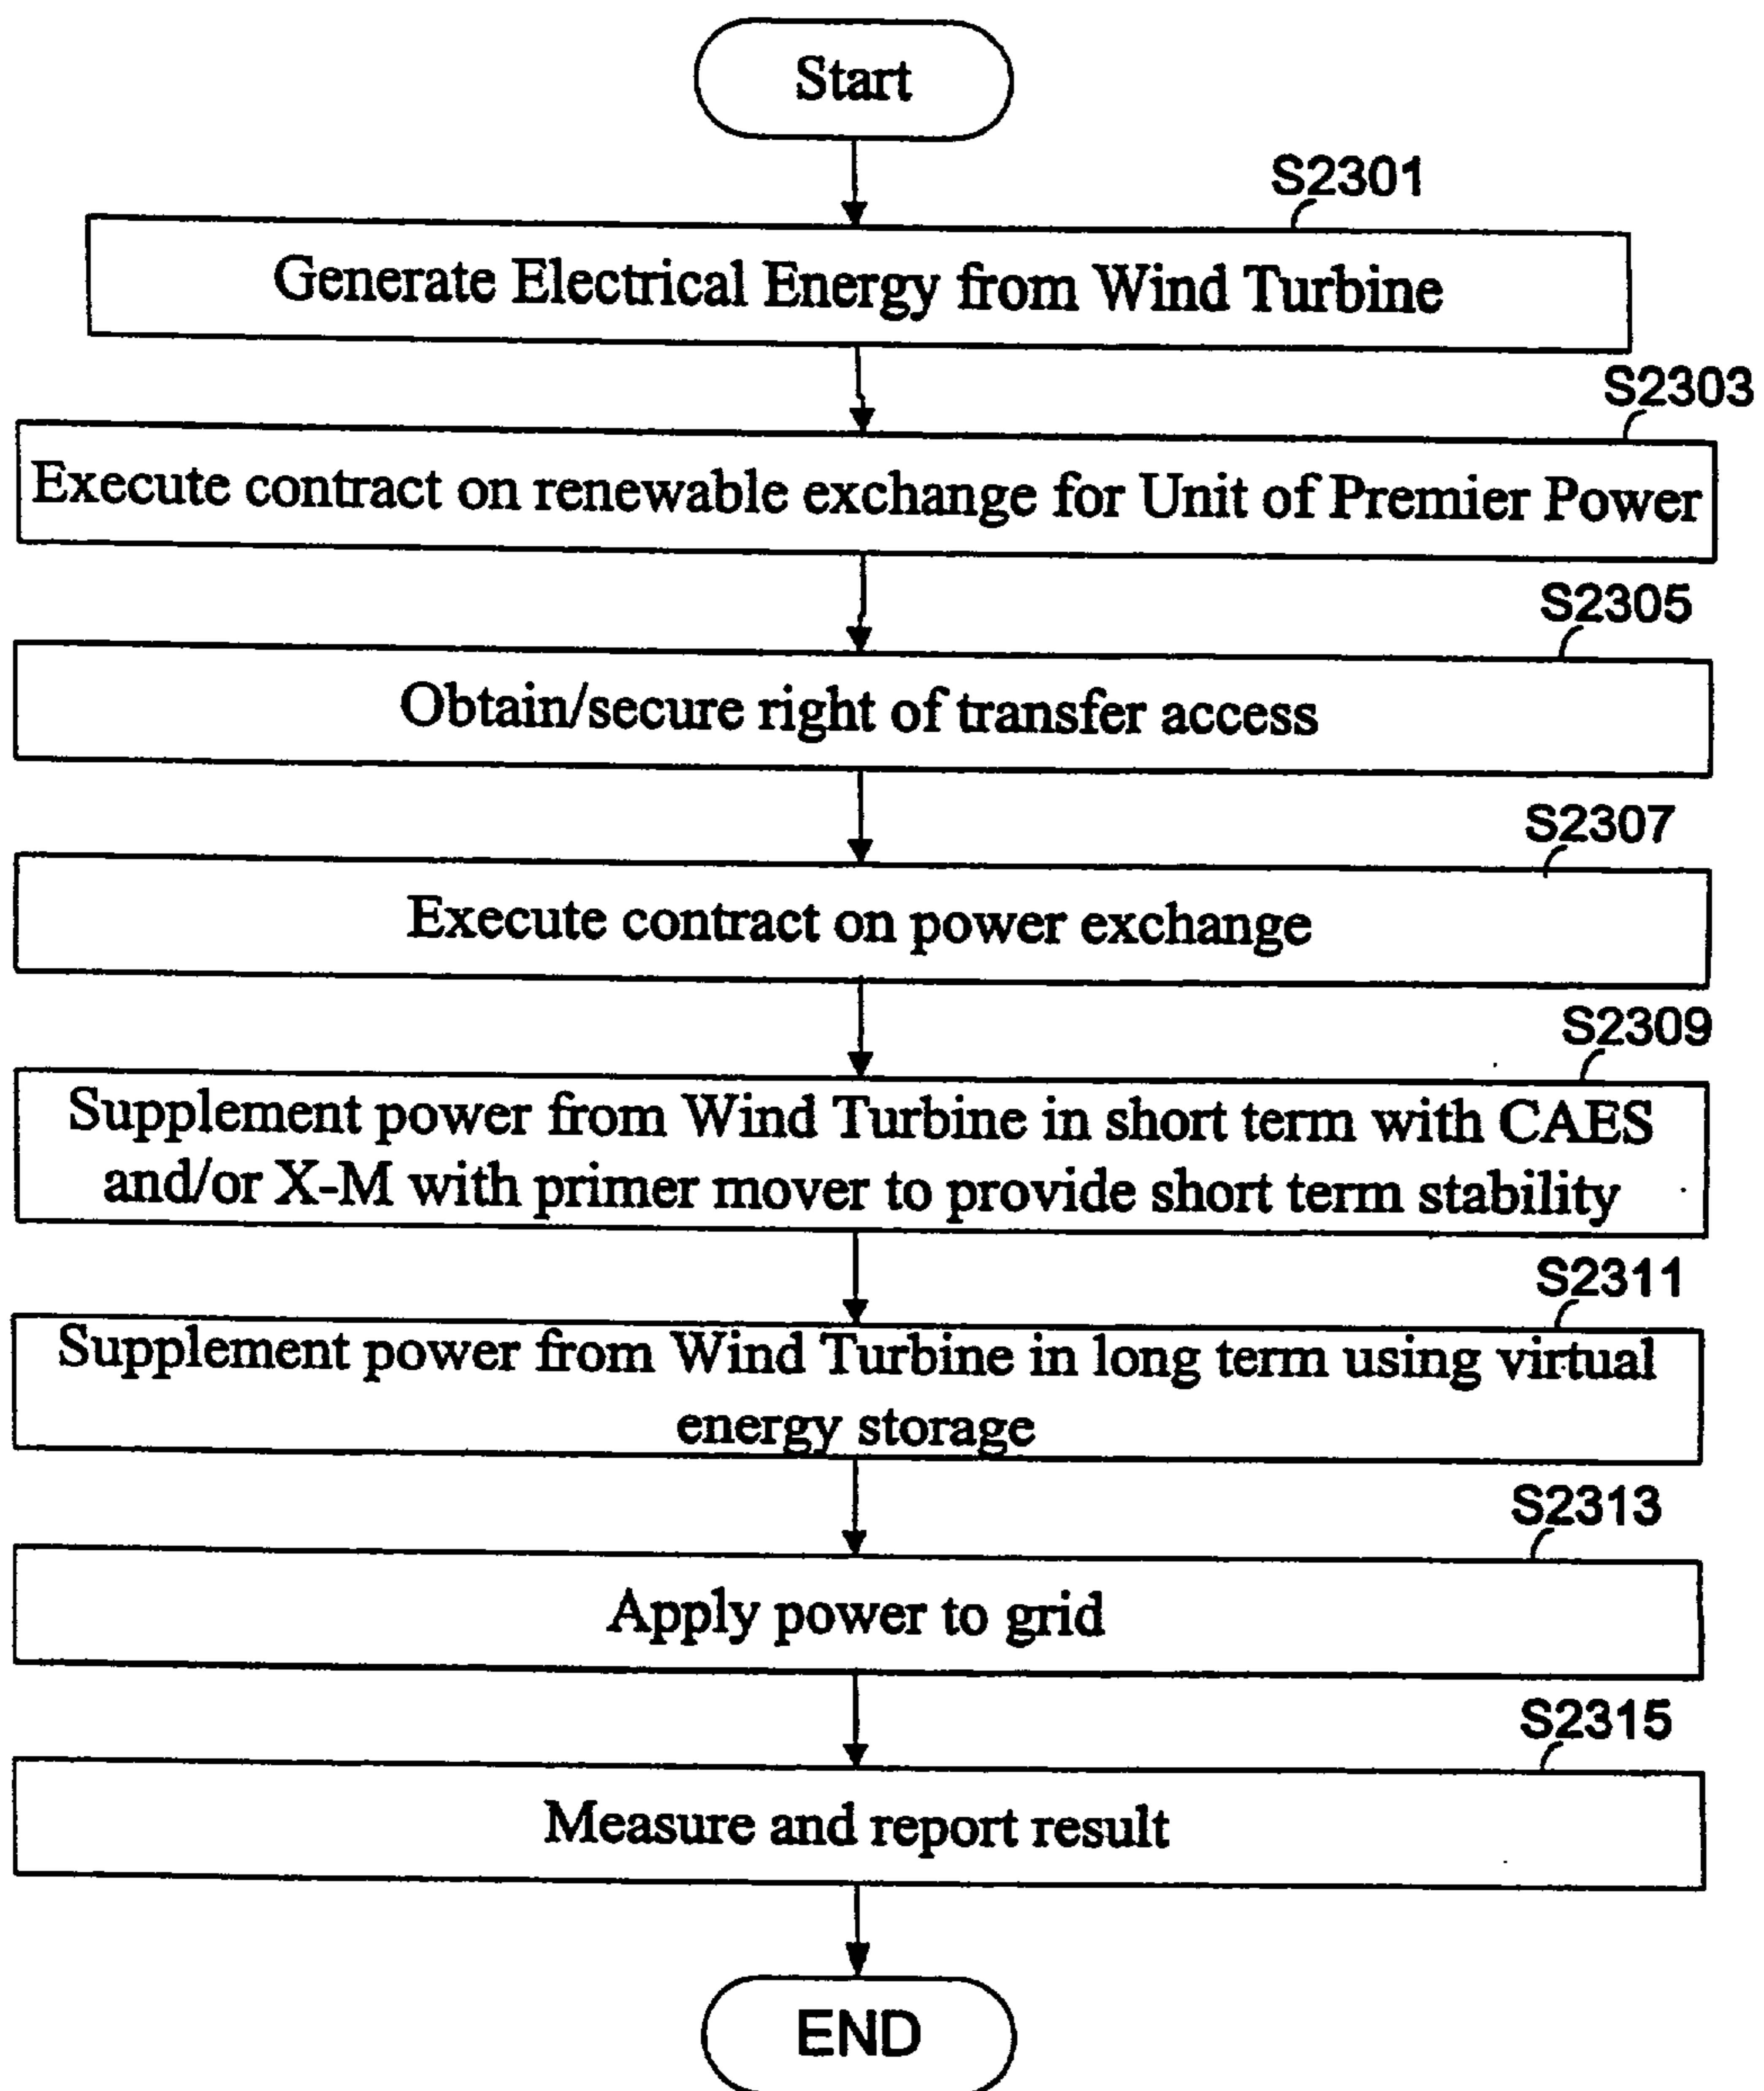 Start
S2301
Generate Electrical Energy from Wind Turbine
S2303
Execute contract on renewable exchange for Unit of Premier Power
S2305
Obtain/secure right of transfer access
S2307
Execute contract on power exchange
S2309
Supplement power from Wind Turbine in short term with CAES
and/or X-M with primer mover to provide short term stability
S2311
Supplement power from Wind Turbine in long term using virtual
energy storage
S2313
Apply power to grid
S2315
Measure and report result
END